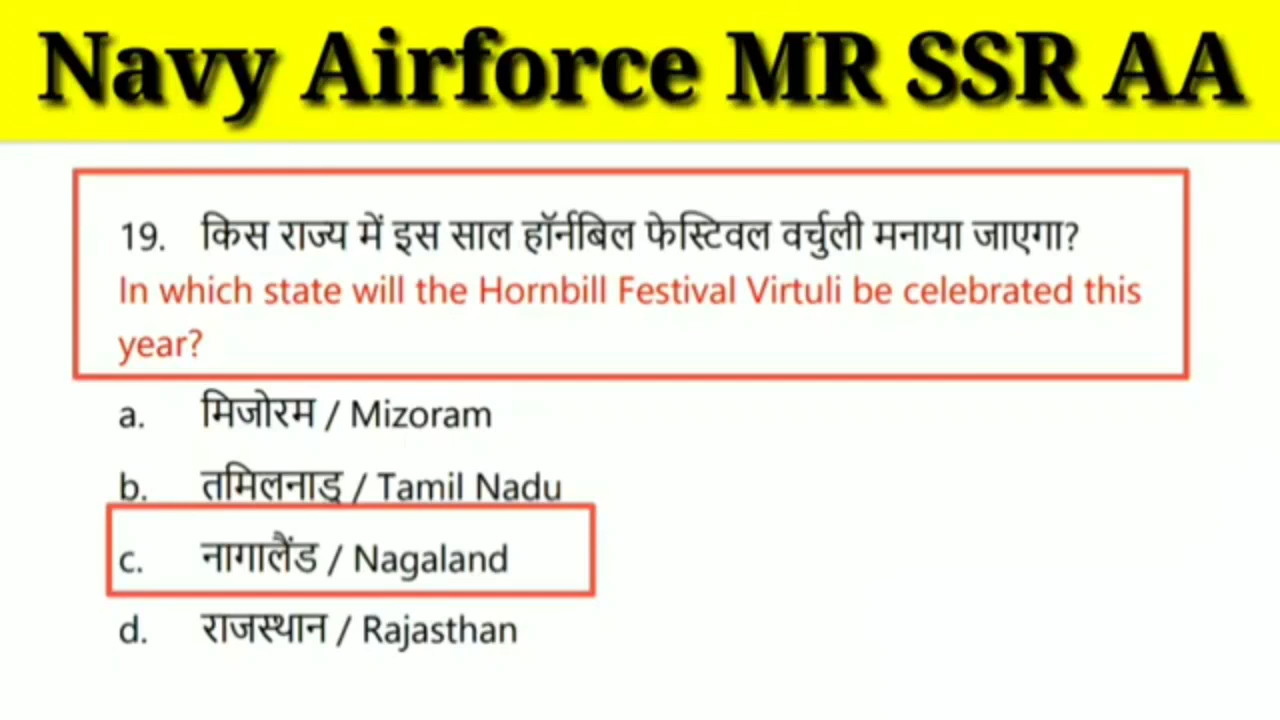 Navy Airforce MR SSR AA
19. किस राज्य में इस साल हॉर्नबिल फेस्टिवल वर्चुली मनाया जाएगा?
In which state will the Hornbill Festival Virtuli be celebrated this
year?
a. मिजोरम / Mizoram
b. तमिलनाडु / Tamil Nadu
c. नागालैंड / Nagaland
d. राजस्थान / Rajasthan